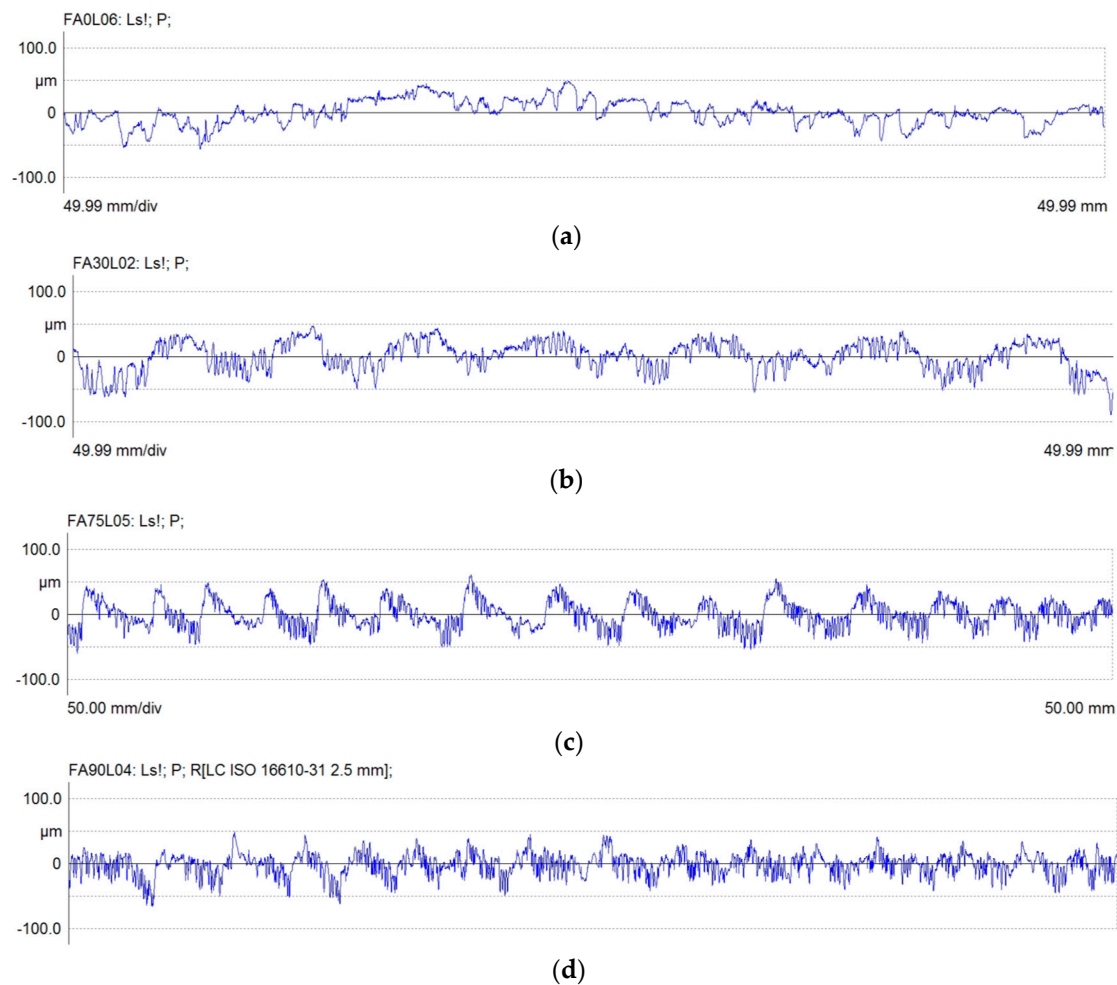 FA0L06: Ls!; P;
100.0
µm
0
-100.0
49.99 mm/div 49.99 mm
(a)
FA30L02: Ls!; P;
100.0
µm
0
-100.0
49.99 mm/div 49.99 mm
(b)
FA75L05: Ls!; P;
100.0
µm
0
-100.0
50.00 mm/div 50.00 mm
(c)
FA90L04: Ls!; P; R[LC ISO 16610-31 2.5 mm];
100.0
µm
0
-100.0
(d)